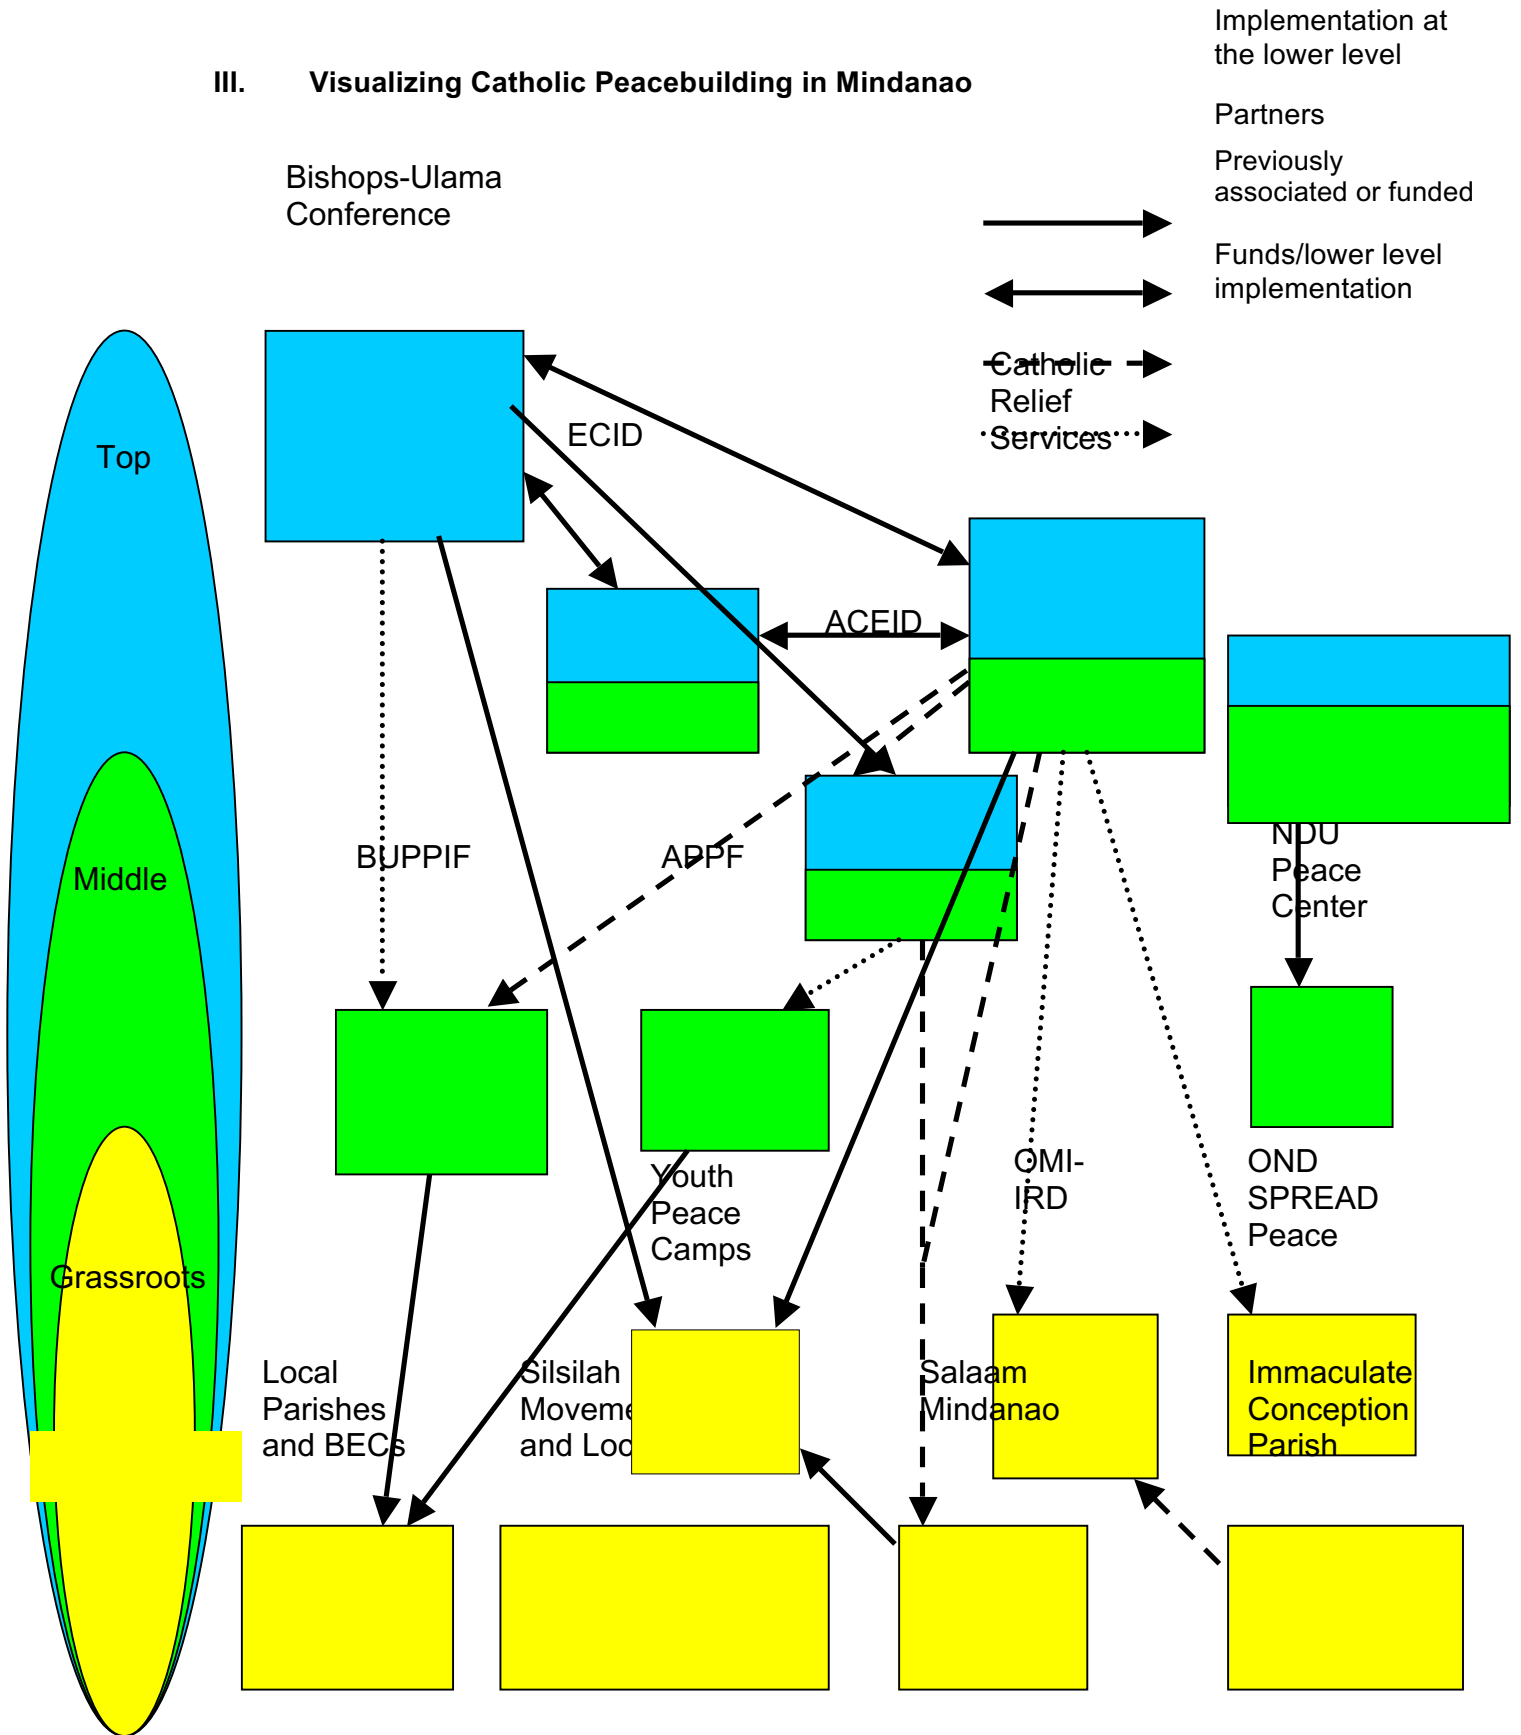 Implementation at
the lower level
III. Visualizing Catholic Peacebuilding in Mindanao
Partners
Previously
associated or funded
Bishops-Ulama
Conference
Funds/lower level
implementation
Catholic
Relief
Services
ECID
Top
ACEID
NDU
Peace
Center
BUPPIF
APPF
Middle
Youth
Peace
Camps
OMI-
IRD
OND
SPREAD
Peace
Grassroots
Local
Parishes
and BECs
Silsilah
and
Salaam
Mindanao
Immaculate
Conception
Parish